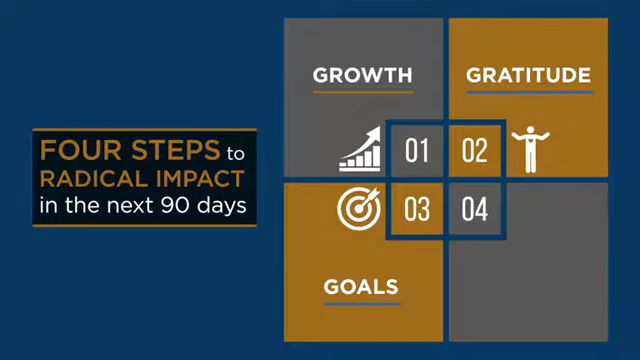 FOUR STEPS to
RADICAL IMPACT
in the next 90 days
GROWTH
01
GRATITUDE
02
03
GOALS
04